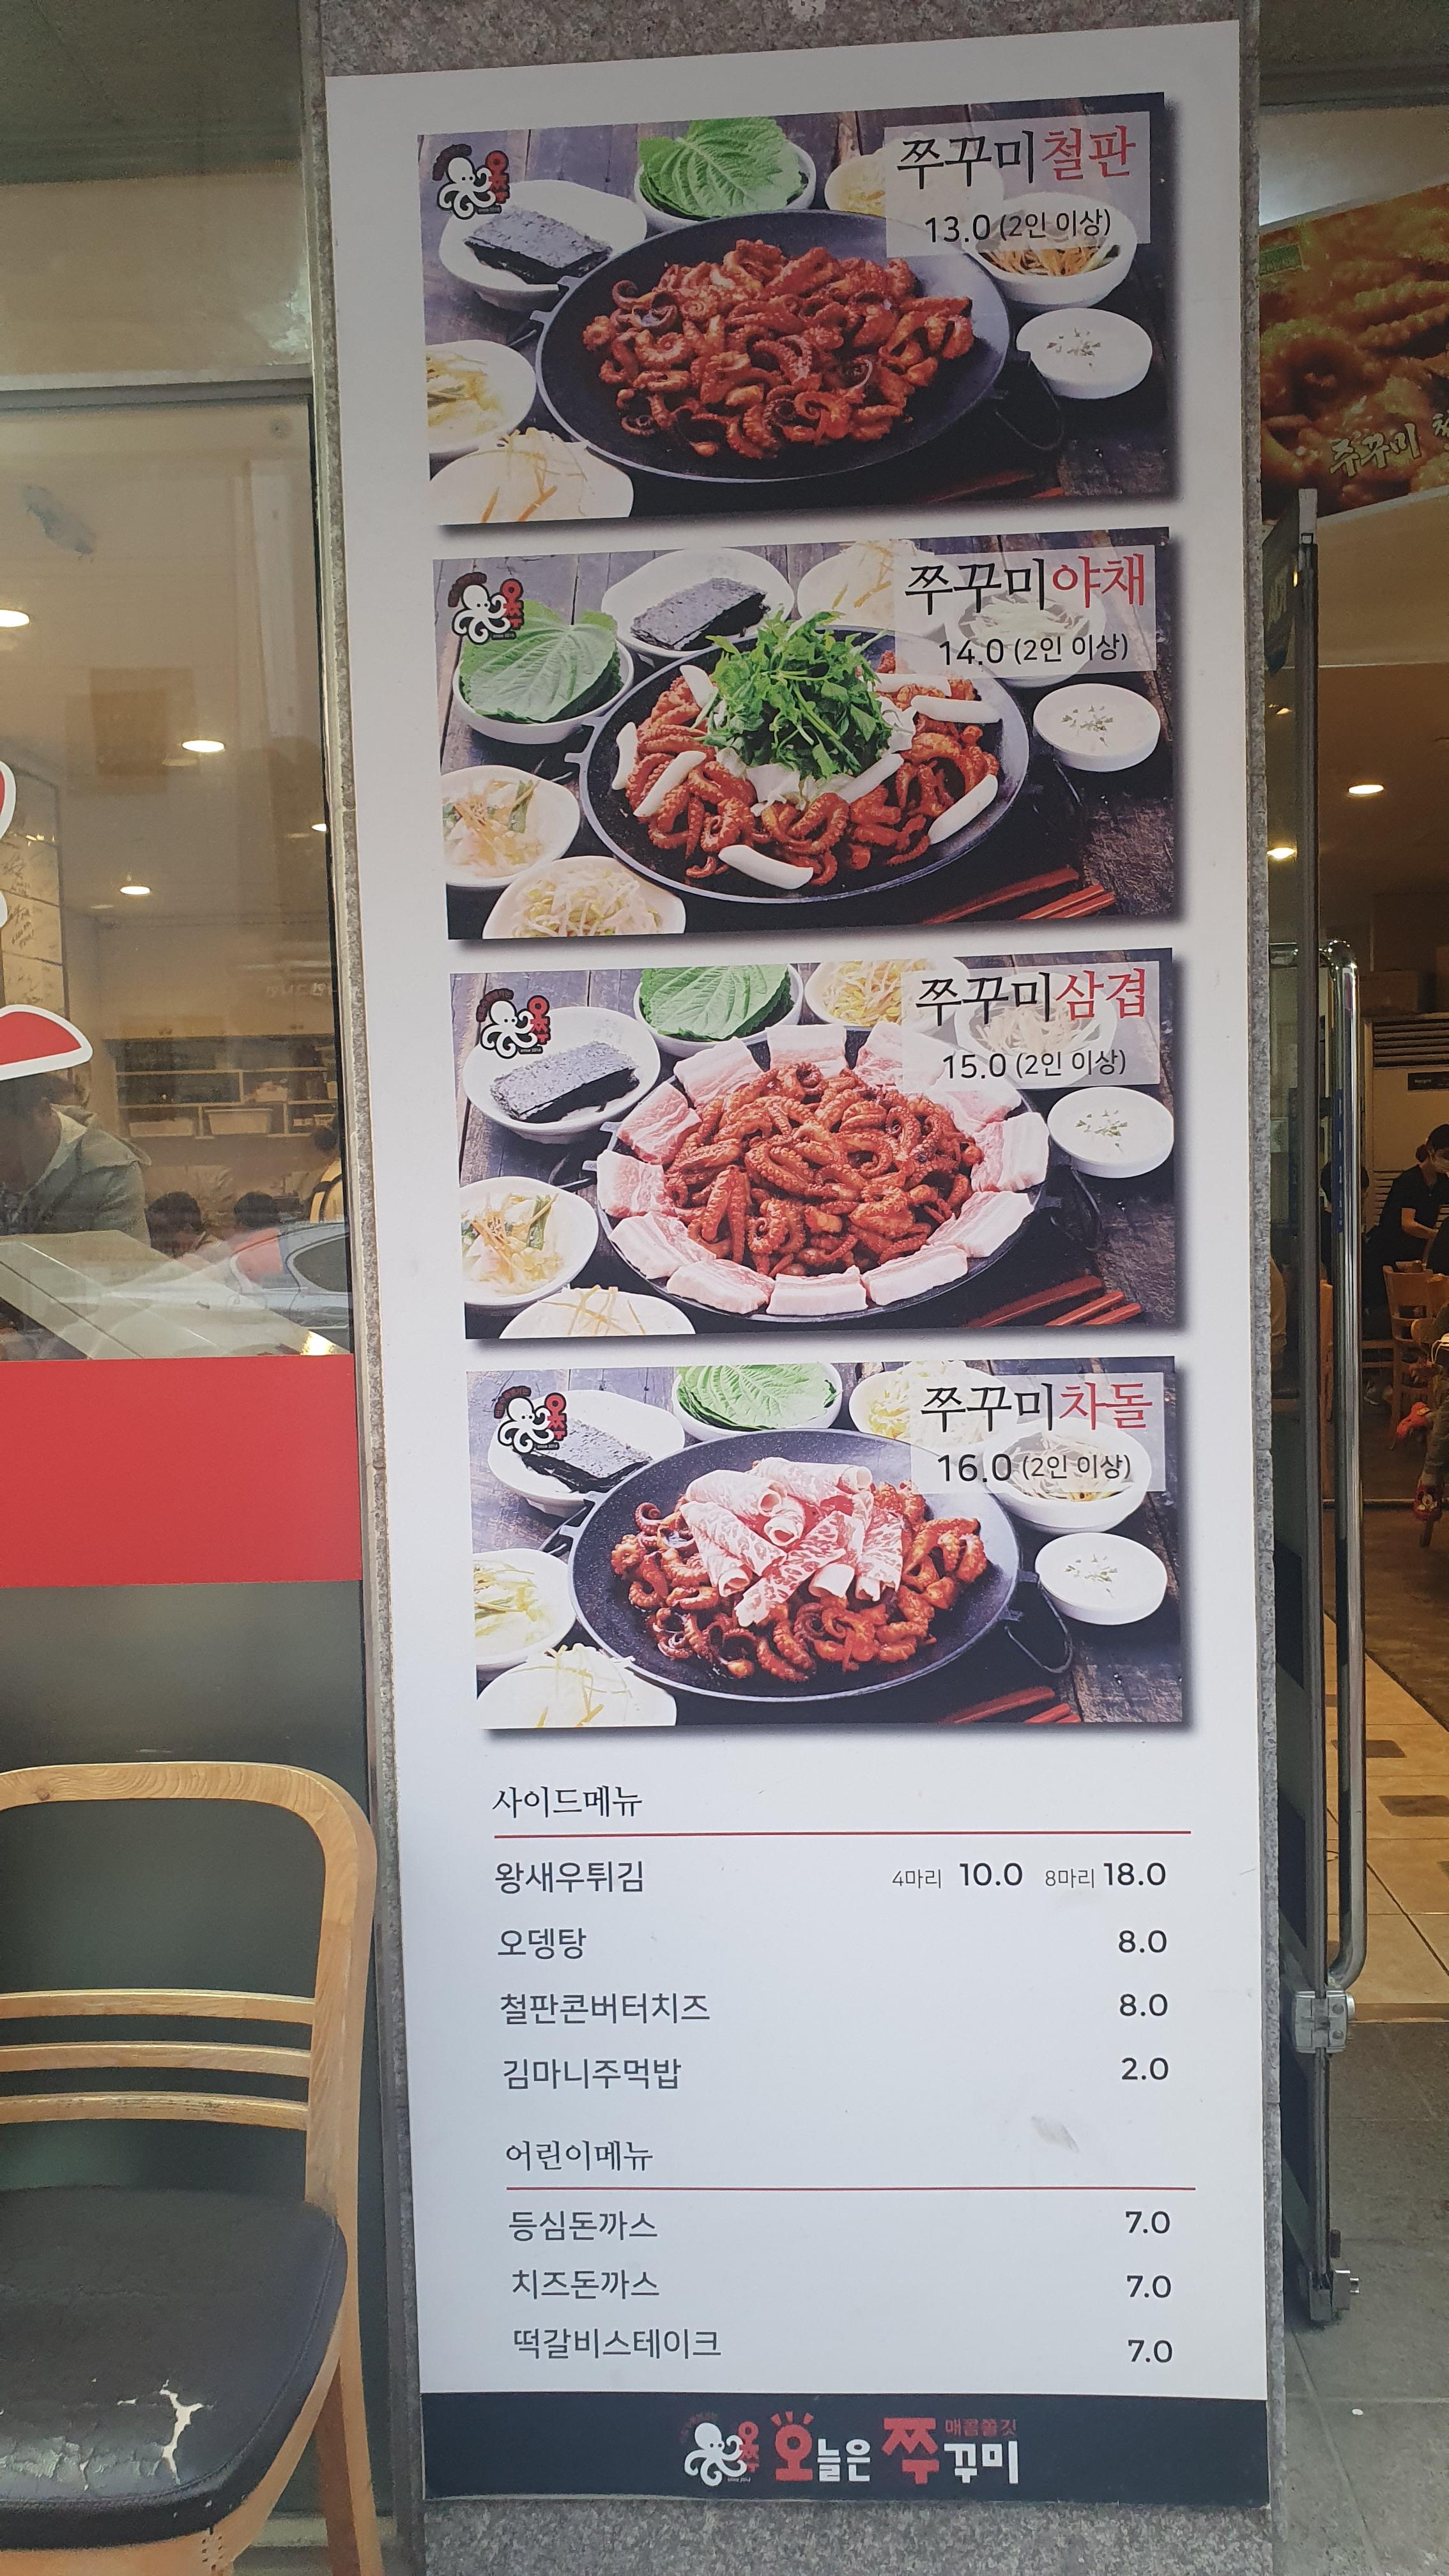 쭈꾸미철판
13.0 (2인 이상)
쭈꾸미야채
14.0 (2인 이상)
쭈꾸미삼겹
15.0 (2인 이상)
쭈꾸미차돌
16.0 (2인 이상)
사이드메뉴
왕새우튀김 4마리 10.0 8마리 18.0
오뎅탕 8.0
철판콘버터치즈 8.0
김마니주먹밥 2.0
어린이메뉴
등심돈까스 7.0
치즈돈까스 7.0
떡갈비스테이크 7.0
매콤쫄깃
오늘은 쭈꾸미
쭈꾸미